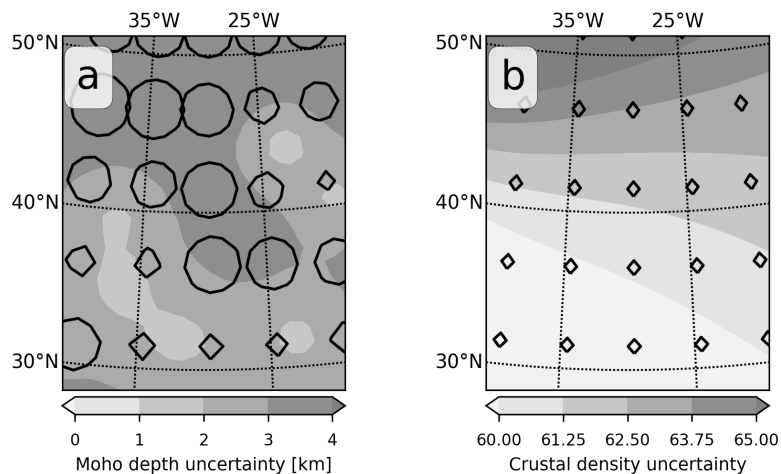 35°W 25°W
35°W 25°W
50°N
50°N
a
b
40°N
40°N
30°N
30°N
0 1 2 3 4
60.00 61.25 62.50 63.75 65.00
Moho depth uncertainty [km]
Crustal density uncertainty